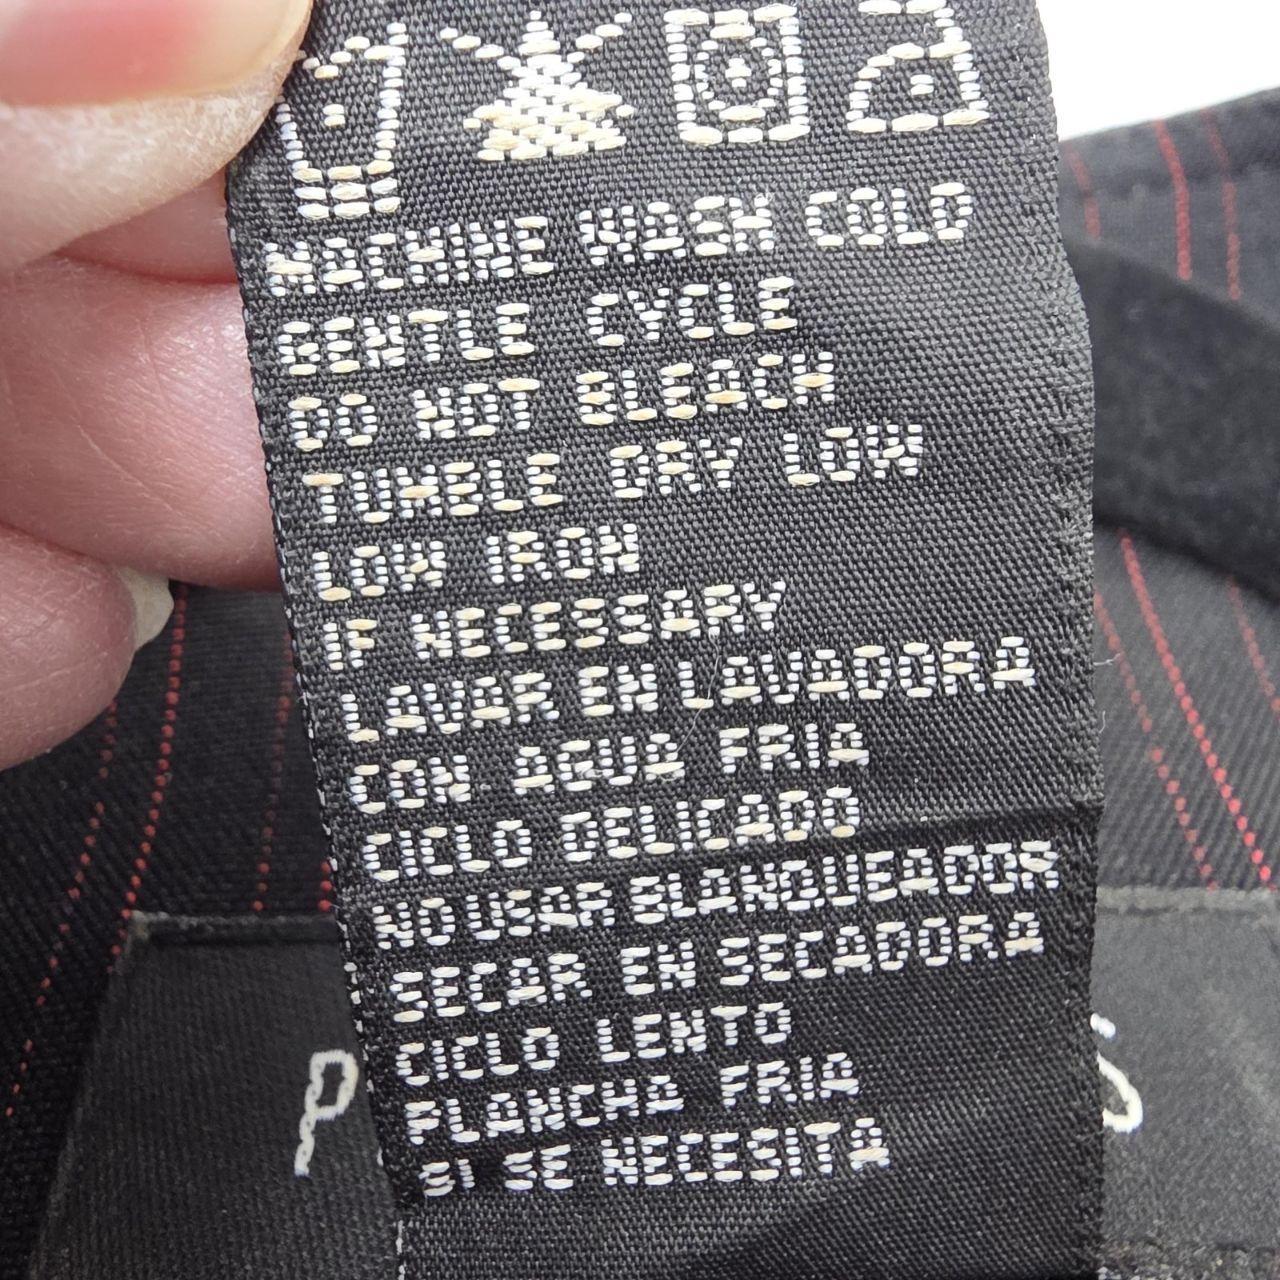 MACHINE WASH COLD
GENTLE CYCLE
DO NOT BLEACH
TUMBLE DRY LOW
LOW IRON
IF NECESSARY
LAVAR EN LAVADORA
CON AGUA FRIA
CICLO DELICADO
NO USAR BLANQUEADOR
SECAR EN SECADORA
CICLO LENTO
PLANCHA FRIA
SI SE NECESITA